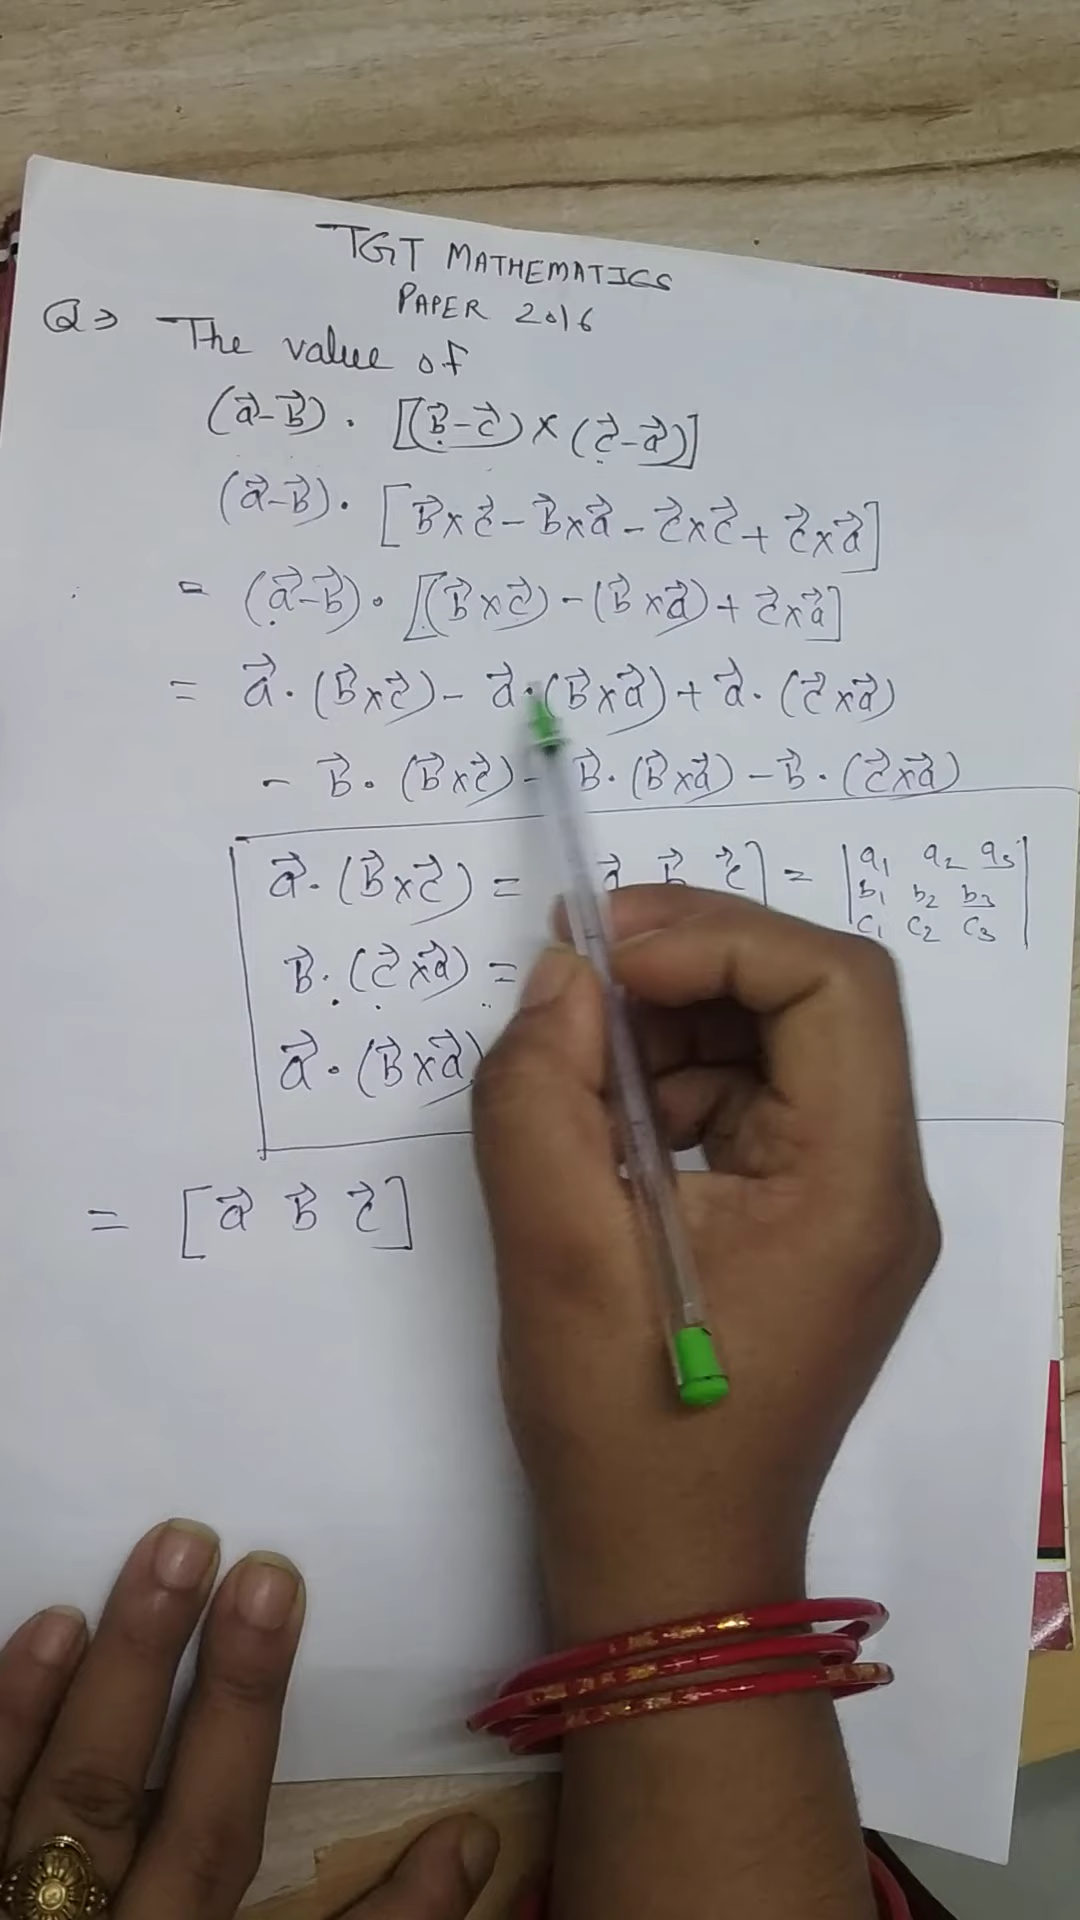 TGT MATHEMATICS
PAPER 2016
Q⇒ The value of
(a⃗-b⃗). [(b⃗-c⃗)×(c⃗-a⃗)]
(a⃗-b⃗). [b⃗×c⃗-b⃗×a⃗-c⃗×c⃗+c⃗×a⃗]
= (a⃗-b⃗). [(b⃗×c⃗)-(b⃗×a⃗)+c⃗×a⃗]
= a⃗.(b⃗×c⃗)-a⃗.(b⃗×a⃗)+a⃗.(c⃗×a⃗)
- b⃗.(b⃗×c⃗)- b⃗.(b⃗×a⃗)-b⃗.(c⃗×a⃗)
a⃗.(b⃗×c⃗)= a⃗ b⃗ c⃗] = |a₁ a₂ a₃
b₁ b₂ b₃
c₁ c₂ c₃|
b⃗.(c⃗×a⃗)=
a⃗.(b⃗×a⃗)
= [a⃗ b⃗ c⃗]